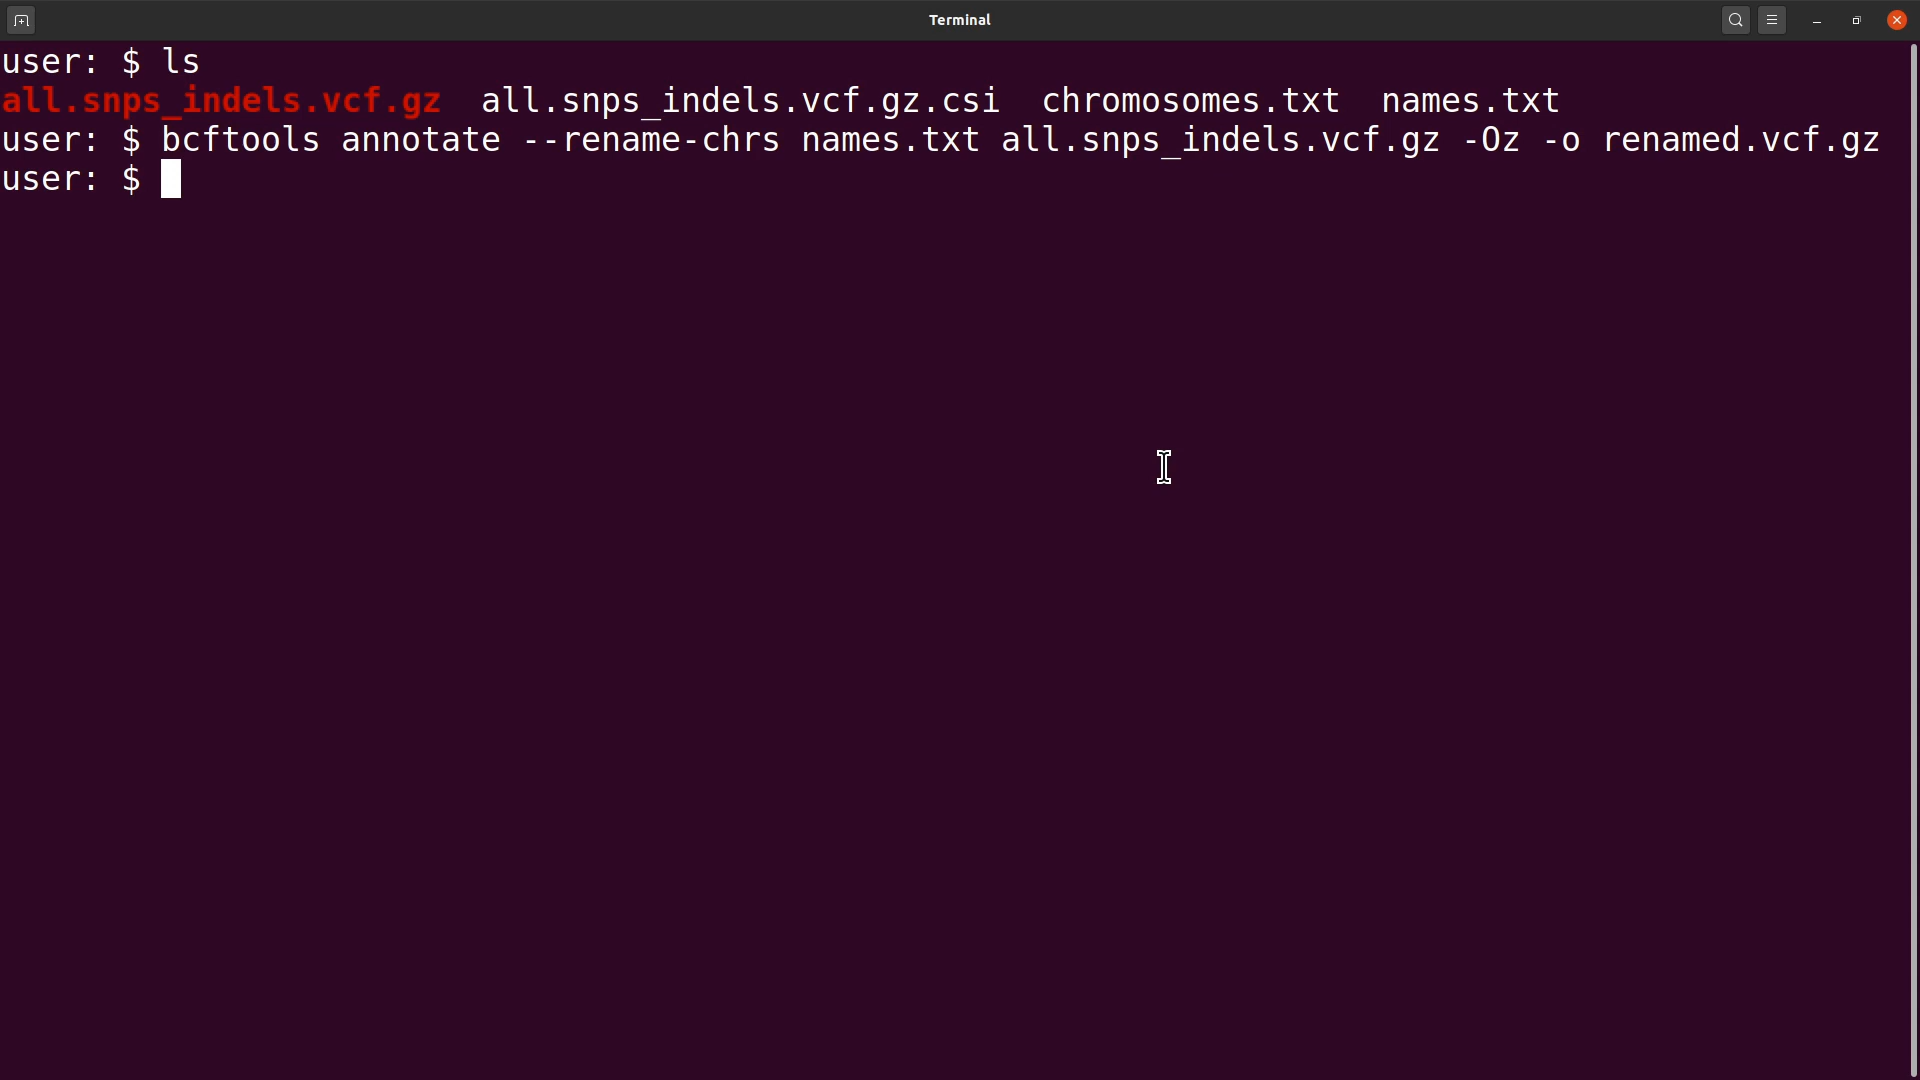 Terminal
user: $ ls
all.snps_indels.vcf.gz  all.snps_indels.vcf.gz.csi  chromosomes.txt  names.txt
user: $ bcftools annotate --rename-chrs names.txt all.snps_indels.vcf.gz -Oz -o renamed.vcf.gz
user: $